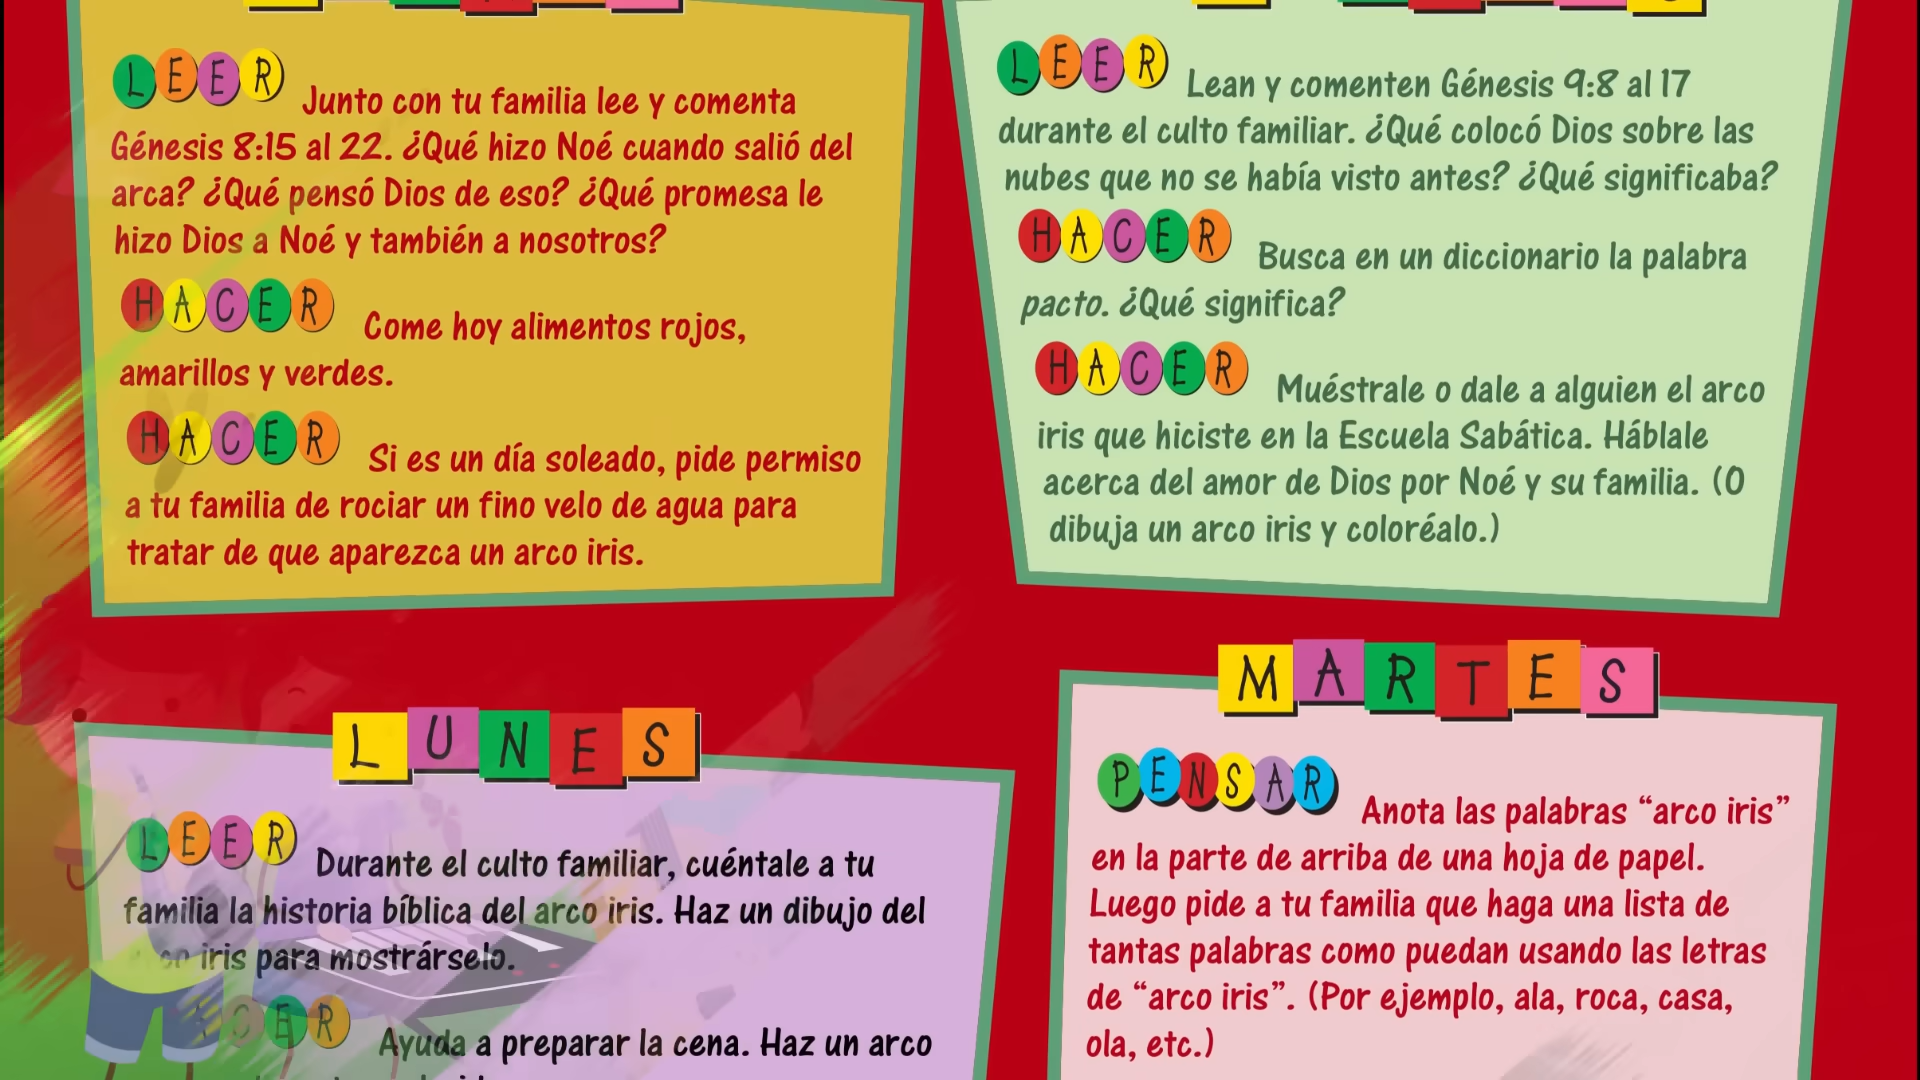 LEER Junto con tu familia lee y comenta
Génesis 8:15 al 22. ¿Qué hizo Noé cuando salió del
arca? ¿Qué pensó Dios de eso? ¿Qué promesa le
hizo Dios a Noé y también a nosotros?
HACER Come hoy alimentos rojos,
amarillos y verdes.
HACER Si es un día soleado, pide permiso
a tu familia de rociar un fino velo de agua para
tratar de que aparezca un arco iris.
LEER Lean y comenten Génesis 9:8 al 17
durante el culto familiar. ¿Qué colocó Dios sobre las
nubes que no se había visto antes? ¿Qué significaba?
HACER Busca en un diccionario la palabra
pacto. ¿Qué significa?
HACER Muéstrale o dale a alguien el arco
iris que hiciste en la Escuela Sabática. Háblale
acerca del amor de Dios por Noé y su familia. (O
dibuja un arco iris y coloréalo.)
LUNES
LEER Durante el culto familiar, cuéntale a tu
familia la historia bíblica del arco iris. Haz un dibujo del
iris para mostrárselo.
ACER Ayuda a preparar la cena. Haz un arco
MARTES
PENSAR Anota las palabras “arco iris”
en la parte de arriba de una hoja de papel.
Luego pide a tu familia que haga una lista de
tantas palabras como puedan usando las letras
de “arco iris”. (Por ejemplo, ala, roca, casa,
ola, etc.)